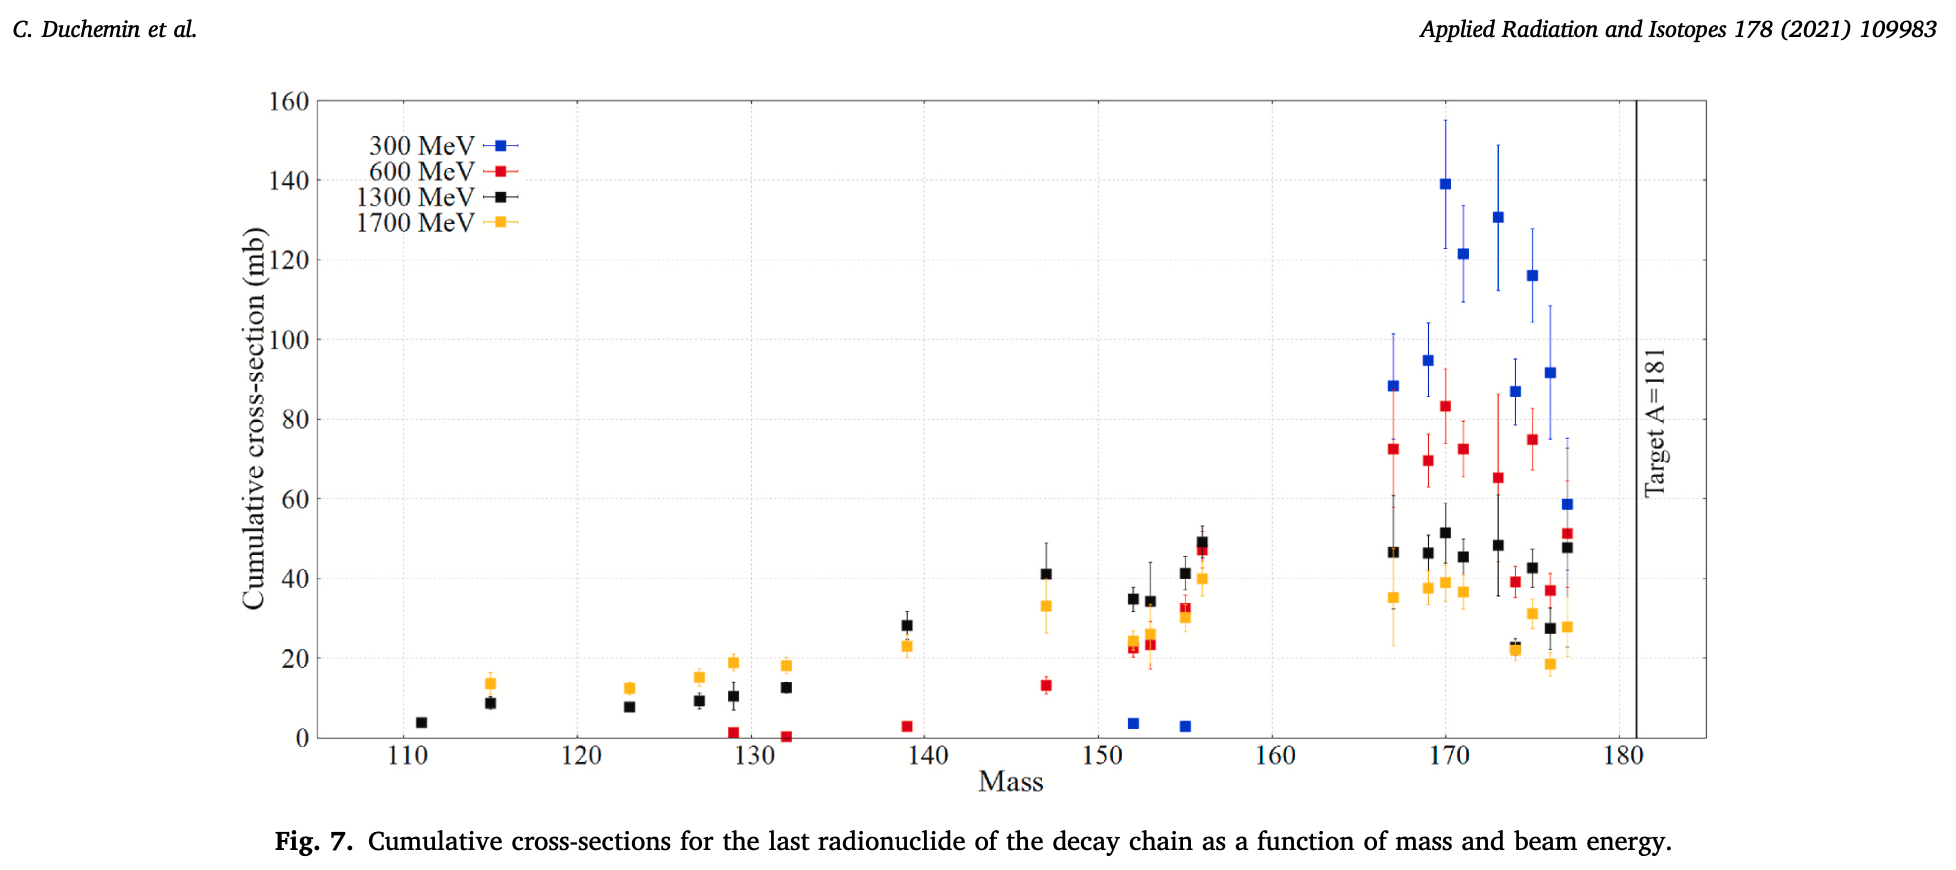 C. Duchemin et al.
Applied Radiation and Isotopes 178 (2021) 109983
160
140
120
100
80
60
40
20
0
Cumulative cross-section (mb)
300 MeV
600 MeV
1300 MeV
1700 MeV
Target A=181
110
120
130
140
150
160
170
180
Mass
Fig. 7. Cumulative cross-sections for the last radionuclide of the decay chain as a function of mass and beam energy.